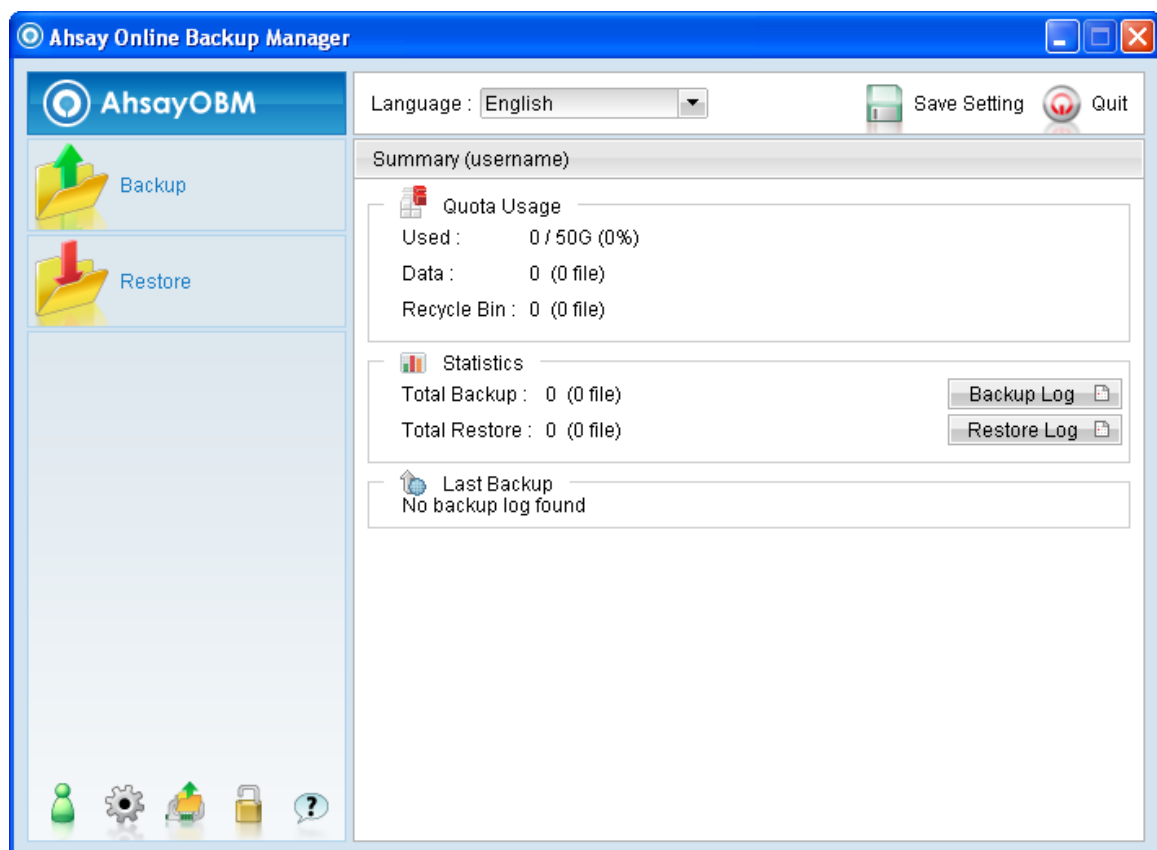 Ahsay Online Backup Manager
AhsayOBM
Language : English
Save Setting
Quit
Backup
Restore
Summary (username)
Quota Usage
Used : 0 / 50G (0%)
Data : 0 (0 file)
Recycle Bin : 0 (0 file)
Statistics
Total Backup : 0 (0 file)
Backup Log
Total Restore : 0 (0 file)
Restore Log
Last Backup
No backup log found
?